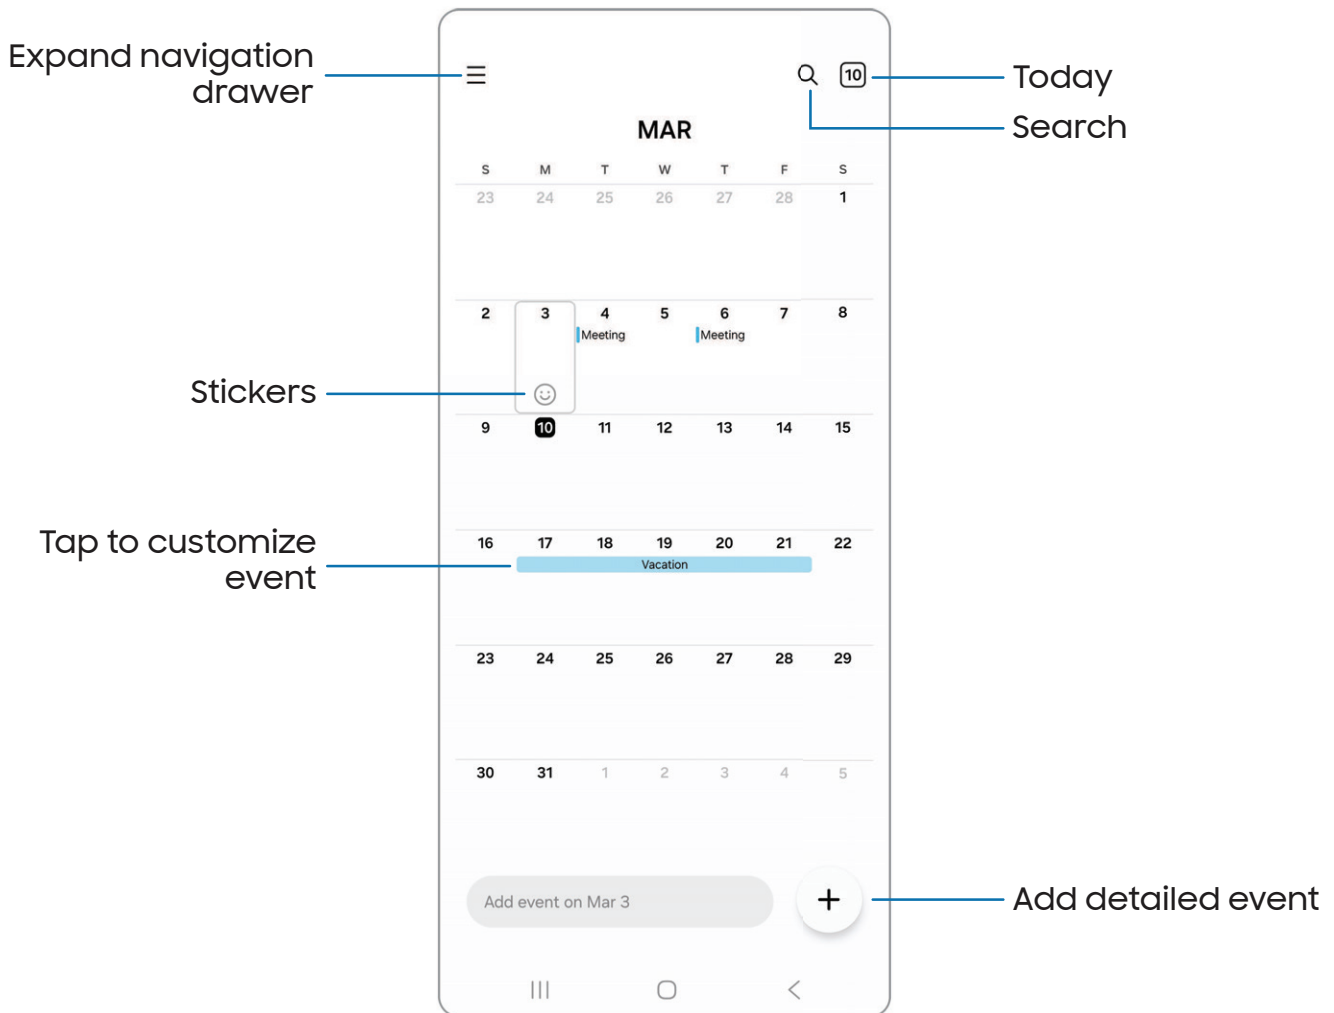 Expand navigation
drawer
10
Today
Search
MAR
S M T W T F S
23 24 25 26 27 28 1
2 3 4 5 6 7 8
Meeting Meeting
Stickers
9 10 11 12 13 14 15
Tap to customize
event
16 17 18 19 20 21 22
Vacation
23 24 25 26 27 28 29
30 31 1 2 3 4 5
Add event on Mar 3
Add detailed event